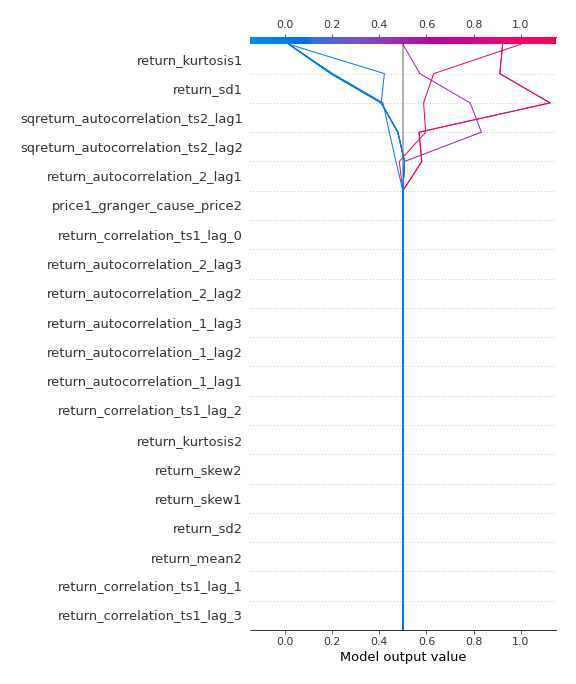 0.0 0.2 0.4 0.6 0.8 1.0
return_kurtosis1
return_sd1
sqreturn_autocorrelation_ts2_lag1
sqreturn_autocorrelation_ts2_lag2
return_autocorrelation_2_lag1
price1_granger_cause_price2
return_correlation_ts1_lag_0
return_autocorrelation_2_lag3
return_autocorrelation_2_lag2
return_autocorrelation_1_lag3
return_autocorrelation_1_lag2
return_autocorrelation_1_lag1
return_correlation_ts1_lag_2
return_kurtosis2
return_skew2
return_skew1
return_sd2
return_mean2
return_correlation_ts1_lag_1
return_correlation_ts1_lag_3
0.0 0.2 0.4 0.6 0.8 1.0
Model output value